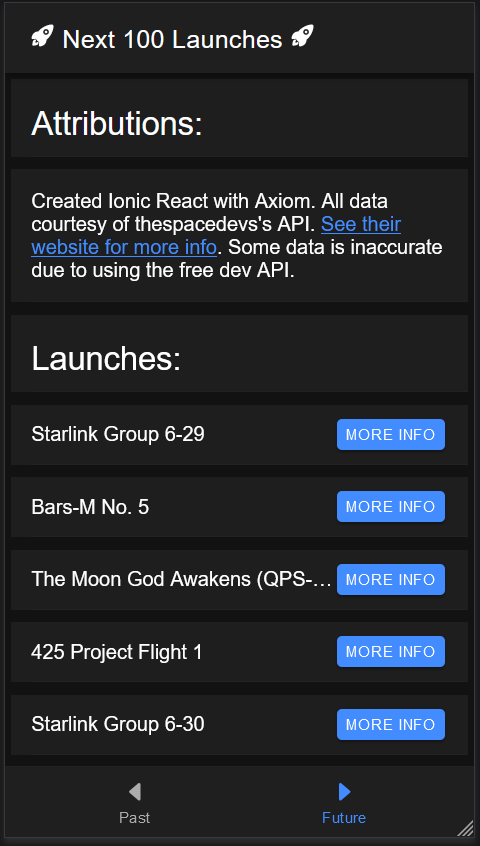 Next 100 Launches
Attributions:
Created Ionic React with Axiom. All data
courtesy of thespacedevs's API. See their
website for more info. Some data is inaccurate
due to using the free dev API.
Launches:
Starlink Group 6-29 MORE INFO
Bars-M No. 5 MORE INFO
The Moon God Awakens (QPS-… MORE INFO
425 Project Flight 1 MORE INFO
Starlink Group 6-30 MORE INFO
Past Future